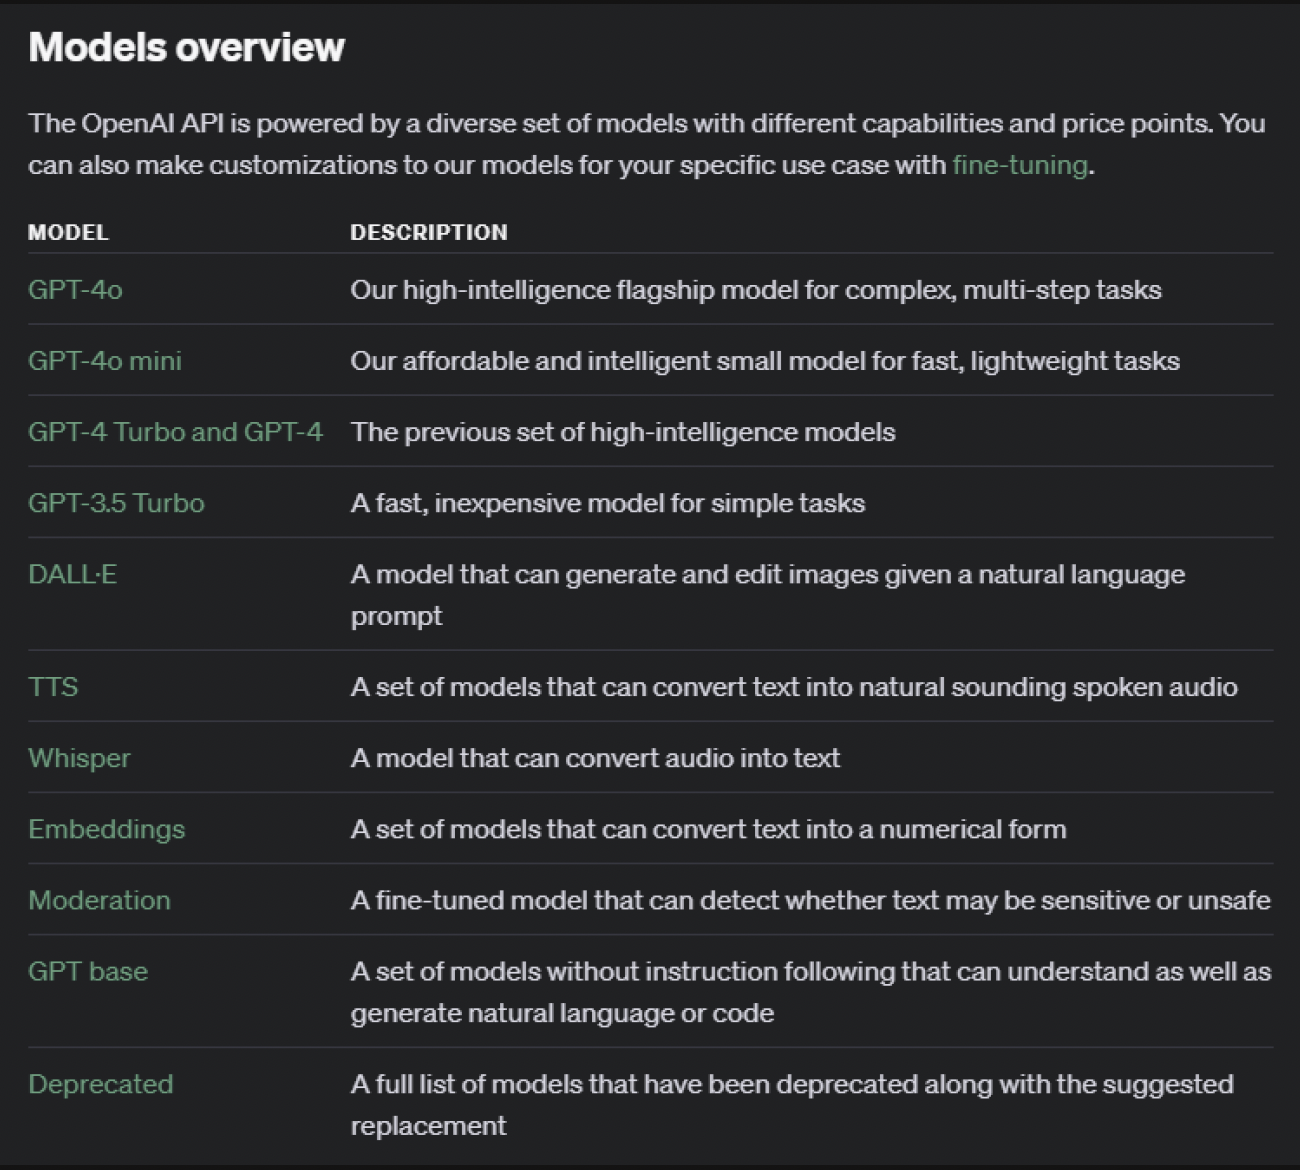 Models overview
The OpenAI API is powered by a diverse set of models with different capabilities and price points. You
can also make customizations to our models for your specific use case with fine-tuning.
MODEL DESCRIPTION
GPT-4o Our high-intelligence flagship model for complex, multi-step tasks
GPT-4o mini Our affordable and intelligent small model for fast, lightweight tasks
GPT-4 Turbo and GPT-4 The previous set of high-intelligence models
GPT-3.5 Turbo A fast, inexpensive model for simple tasks
DALL·E A model that can generate and edit images given a natural language
prompt
TTS A set of models that can convert text into natural sounding spoken audio
Whisper A model that can convert audio into text
Embeddings A set of models that can convert text into a numerical form
Moderation A fine-tuned model that can detect whether text may be sensitive or unsafe
GPT base A set of models without instruction following that can understand as well as
generate natural language or code
Deprecated A full list of models that have been deprecated along with the suggested
replacement